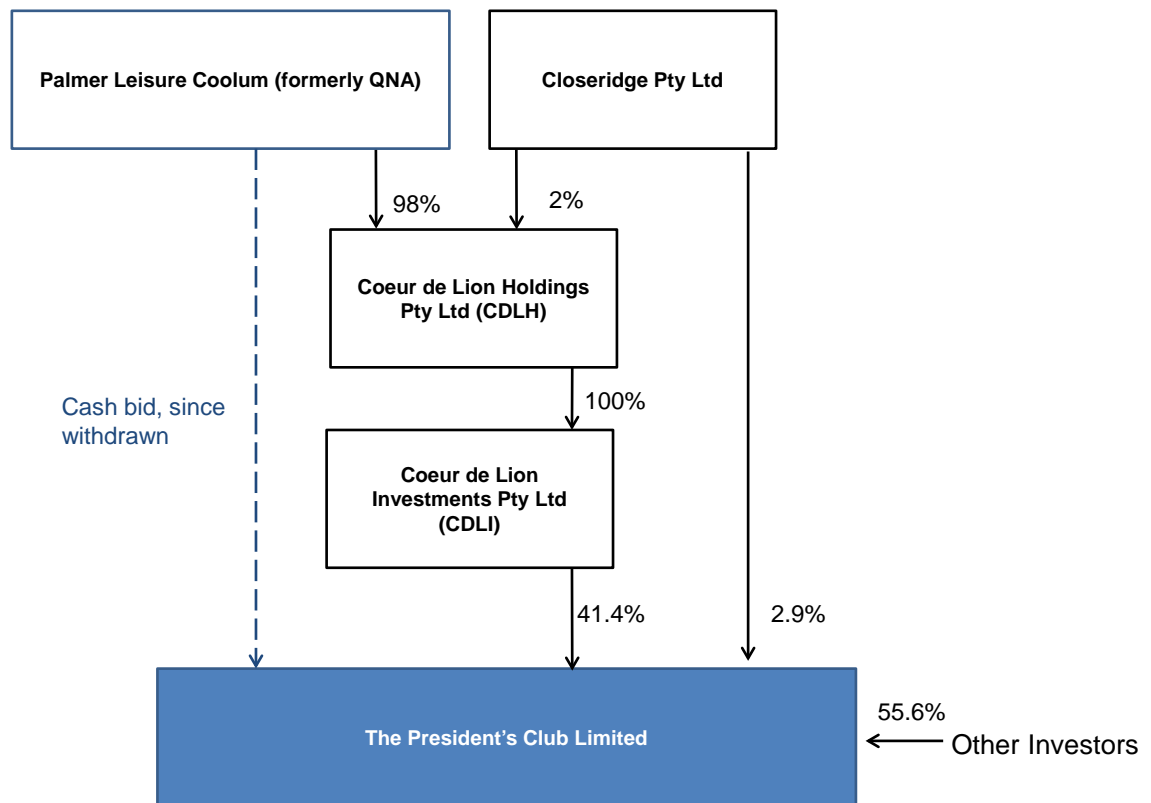 Palmer Leisure Coolum (formerly QNA)
Closeridge Pty Ltd
98%
2%
Coeur de Lion Holdings
Pty Ltd (CDLH)
100%
Cash bid, since
withdrawn
Coeur de Lion
Investments Pty Ltd
(CDLI)
41.4%
2.9%
The President’s Club Limited
55.6%
Other Investors